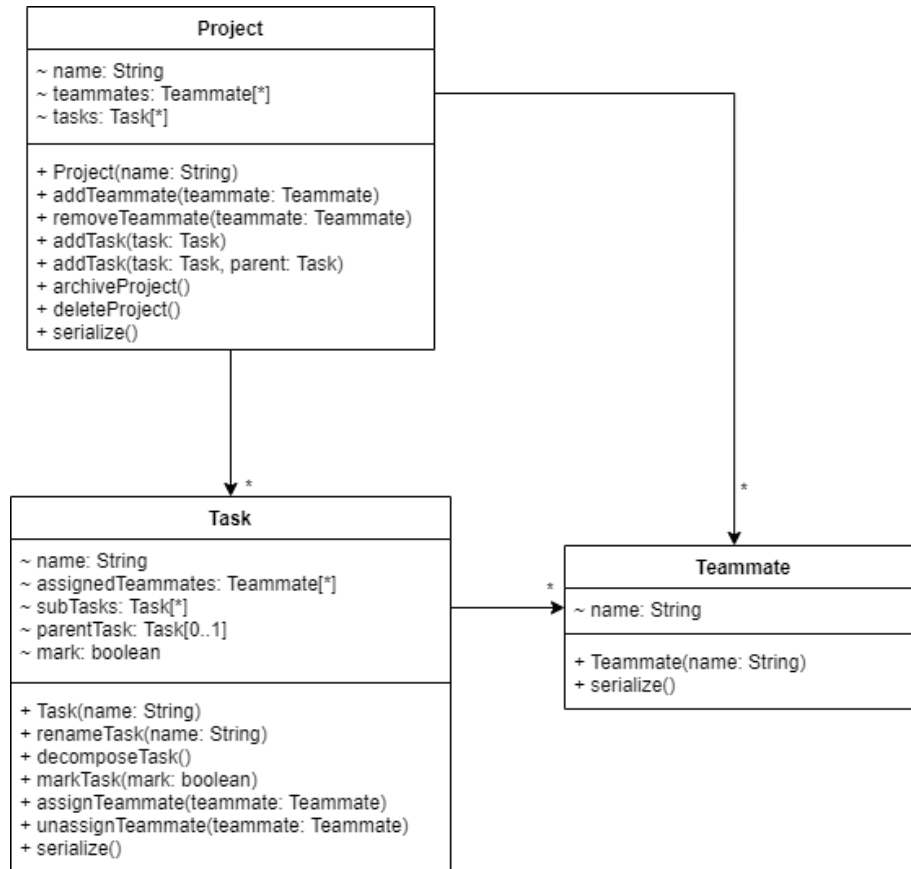 Project
~ name: String
~ teammates: Teammate[*]
~ tasks: Task[*]
+ Project(name: String)
+ addTeammate(teammate: Teammate)
+ removeTeammate(teammate: Teammate)
+ addTask(task: Task)
+ addTask(task: Task, parent: Task)
+ archiveProject()
+ deleteProject()
+ serialize()
*
*
Task
~ name: String
~ assignedTeammates: Teammate[*]
~ subTasks: Task[*]
~ parentTask: Task[0..1]
~ mark: boolean
+ Task(name: String)
+ renameTask(name: String)
+ decomposeTask()
+ markTask(mark: boolean)
+ assignTeammate(teammate: Teammate)
+ unassignTeammate(teammate: Teammate)
+ serialize()
*
Teammate
~ name: String
+ Teammate(name: String)
+ serialize()